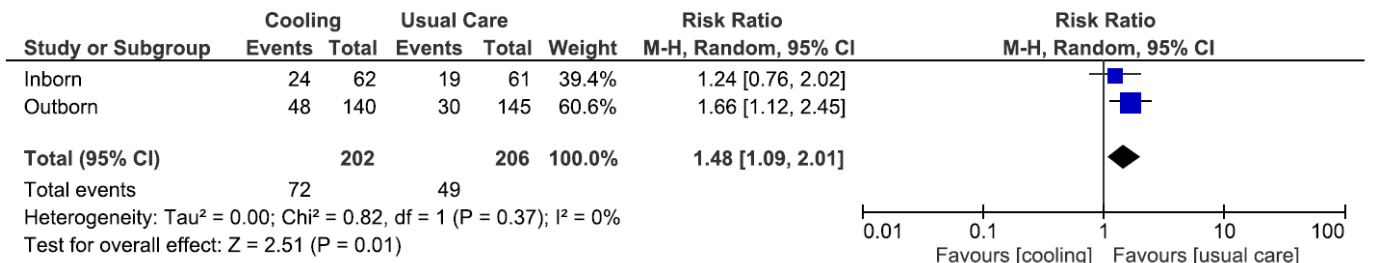 Cooling Usual Care Risk Ratio Risk Ratio
Study or Subgroup Events Total Events Total Weight M-H, Random, 95% CI M-H, Random, 95% CI
Inborn 24 62 19 61 39.4% 1.24 [0.76, 2.02]
Outborn 48 140 30 145 60.6% 1.66 [1.12, 2.45]
Total (95% CI) 202 206 100.0% 1.48 [1.09, 2.01]
Total events 72 49
Heterogeneity: Tau² = 0.00; Chi² = 0.82, df = 1 (P = 0.37); I² = 0%
Test for overall effect: Z = 2.51 (P = 0.01)
0.01 0.1 1 10 100
Favours [cooling] Favours [usual care]